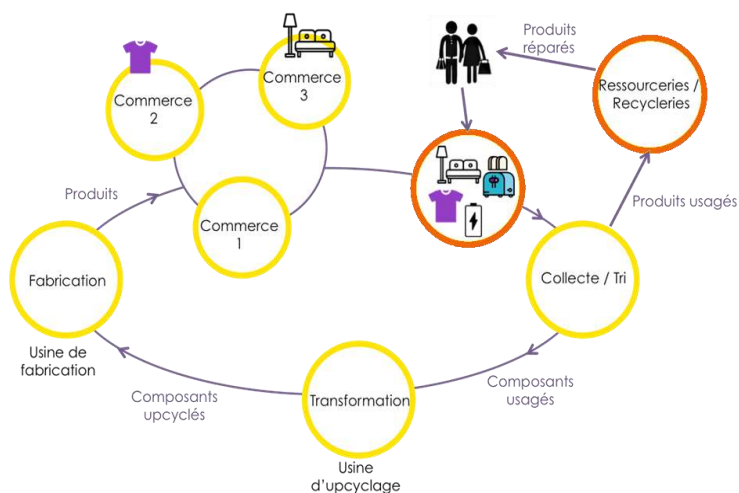 Produits
réparés
Ressourceries /
Recycleries
Commerce
3
Commerce
2
Produits
Commerce
1
Produits usagés
Fabrication
Collecte / Tri
Usine de
fabrication
Composants
upcyclés
Transformation
Composants
usagés
Usine
d'upcyclage